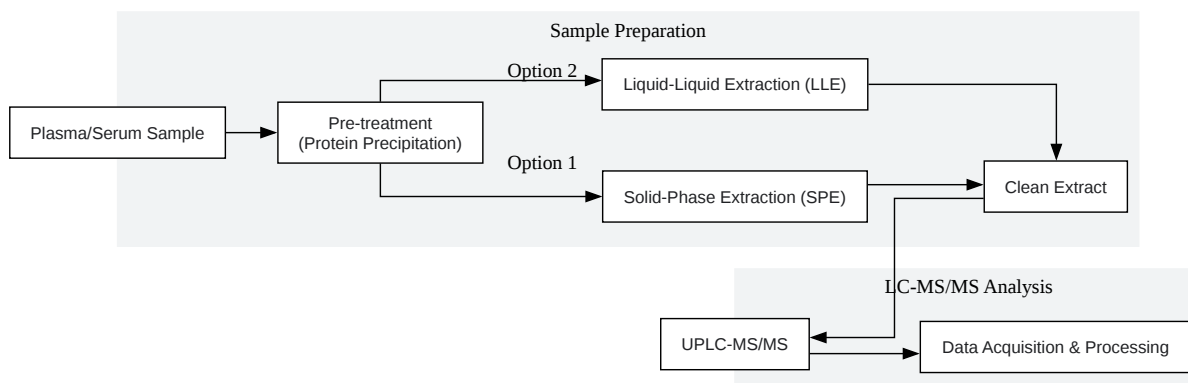 Sample Preparation
Option 2
Liquid-Liquid Extraction (LLE)
Plasma/Serum Sample
Pre-treatment
(Protein Precipitation)
Option 1
Solid-Phase Extraction (SPE)
Clean Extract
LC-MS/MS Analysis
UPLC-MS/MS
Data Acquisition & Processing